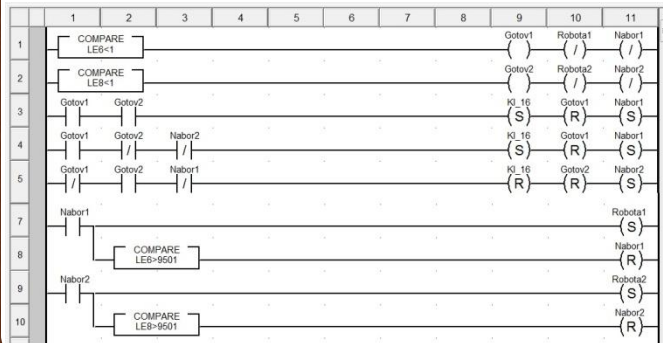 1 2 3 4 5 6 7 8 9 10 11
1 COMPARE Gotov1 Robota1 Nabor1
LE6<1 ( ) ( / ) ( / )
2 COMPARE Gotov2 Robota2 Nabor2
LE8<1 ( ) ( / ) ( / )
Gotov1 Gotov2 KI_16 Gotov1 Nabor1
3 (S) (R) (S)
Gotov1 Gotov2 Nabor2 KI_16 Gotov1 Nabor1
4 / / (S) (R) (S)
Gotov1 Gotov2 Nabor1 KI_16 Gotov2 Nabor2
5 / / (R) (R) (S)
Nabor1 Robota1
7 (S)
8 COMPARE Nabor1
LE6>9501 (R)
Nabor2 Robota2
9 (S)
10 COMPARE Nabor2
LE8>9501 (R)